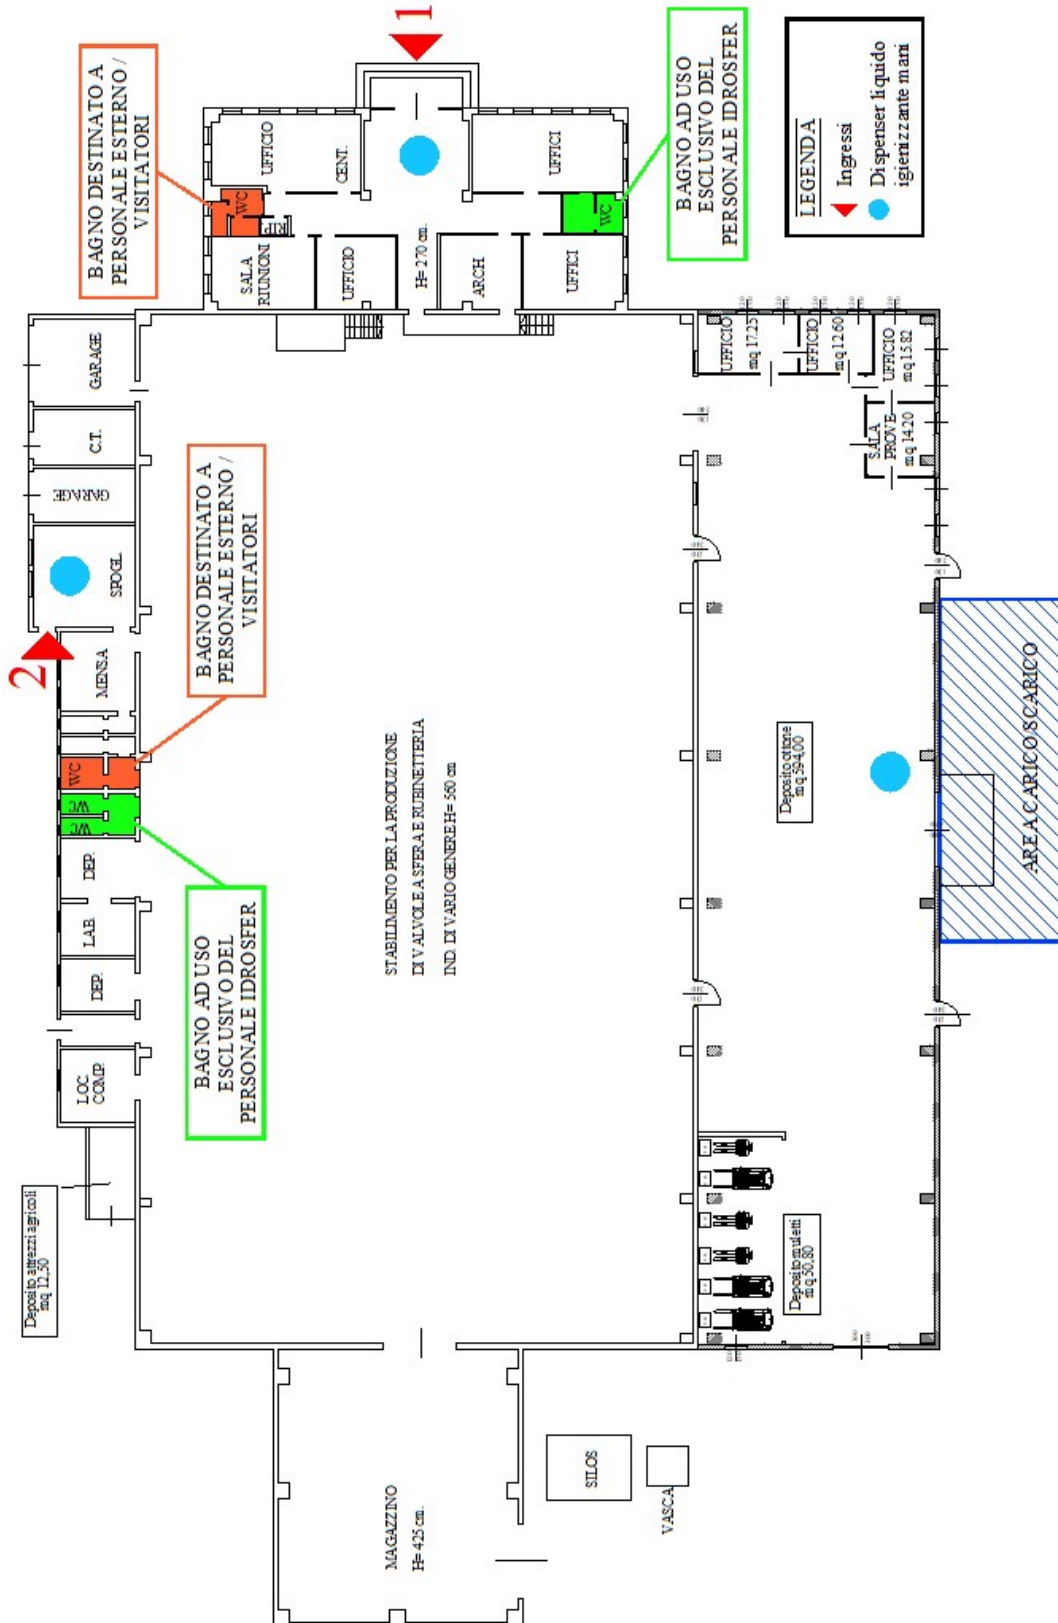 BAGNO DESTINATO A
PERSONALE ESTERNO /
VISITATORI
1
UFFICIO
CENT.
WC
RIP.
SALA
RIUNIONI
UFFICIO
H= 270 cm.
ARCH
UFFICI
UFFICI
WC
BAGNO AD USO
ESCLUSIVO DEL
PERSONALE IDROSFER
LEGENDA
Ingressi
Dispenser liquido
igienizzante mani
GARAGE
C.T.
GARAGE
SPOGL.
2
MENSA
WC
WC
WC
DEP.
LAB.
DEP.
LOC.
COMP.
Deposito attrezzi agricoli
mq 12,50
BAGNO DESTINATO A
PERSONALE ESTERNO /
VISITATORI
BAGNO AD USO
ESCLUSIVO DEL
PERSONALE IDROSFER
STABILIMENTO PER LA PRODUZIONE
DI VALVOLE A SFERA E RUBINETTERIA
IND. DI VARIO GENERE H= 560 cm
UFFICIO
mq 17.25
UFFICIO
mq 12.60
UFFICIO
mq 15.82
SALA
PROVE
mq 14.20
Deposito ottone
mq 594,00
AREA CARICO/SCARICO
Deposito muletti
mq 50,80
MAGAZZINO
H= 425 cm.
SILOS
VASCA